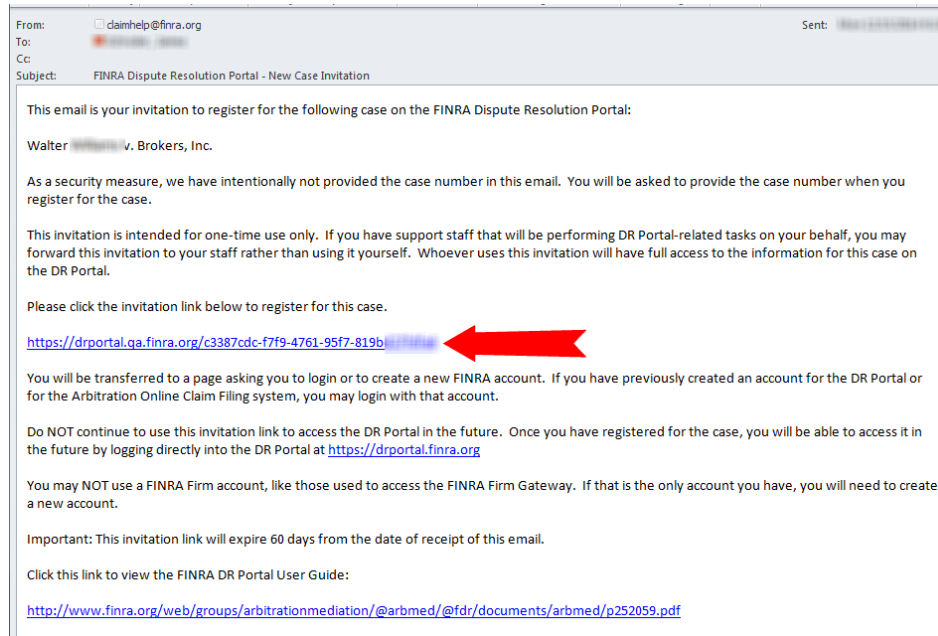 From: claimhelp@finra.org Sent:
To:
Cc:
Subject: FINRA Dispute Resolution Portal - New Case Invitation
This email is your invitation to register for the following case on the FINRA Dispute Resolution Portal:
Walter v. Brokers, Inc.
As a security measure, we have intentionally not provided the case number in this email.  You will be asked to provide the case number when you
register for the case.
This invitation is intended for one-time use only.  If you have support staff that will be performing DR Portal-related tasks on your behalf, you may
forward this invitation to your staff rather than using it yourself.  Whoever uses this invitation will have full access to the information for this case on
the DR Portal.
Please click the invitation link below to register for this case.
https://drportal.qa.finra.org/c3387cdc-f7f9-4761-95f7-819b
You will be transferred to a page asking you to login or to create a new FINRA account.  If you have previously created an account for the DR Portal or
for the Arbitration Online Claim Filing system, you may login with that account.
Do NOT continue to use this invitation link to access the DR Portal in the future.  Once you have registered for the case, you will be able to access it in
the future by logging directly into the DR Portal at https://drportal.finra.org
You may NOT use a FINRA Firm account, like those used to access the FINRA Firm Gateway.  If that is the only account you have, you will need to create
a new account.
Important: This invitation link will expire 60 days from the date of receipt of this email.
Click this link to view the FINRA DR Portal User Guide:
http://www.finra.org/web/groups/arbitrationmediation/@arbmed/@fdr/documents/arbmed/p252059.pdf